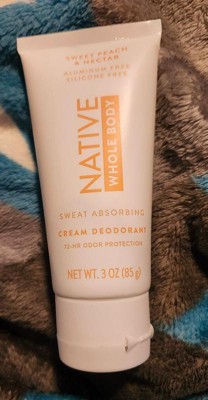 SWEET PEACH
& NECTAR
ALUMINUM FREE
SILICONE FREE
NATIVE
WHOLE BODY
SWEAT ABSORBING
CREAM DEODORANT
72-HR ODOR PROTECTION
NET WT. 3 OZ (85g)